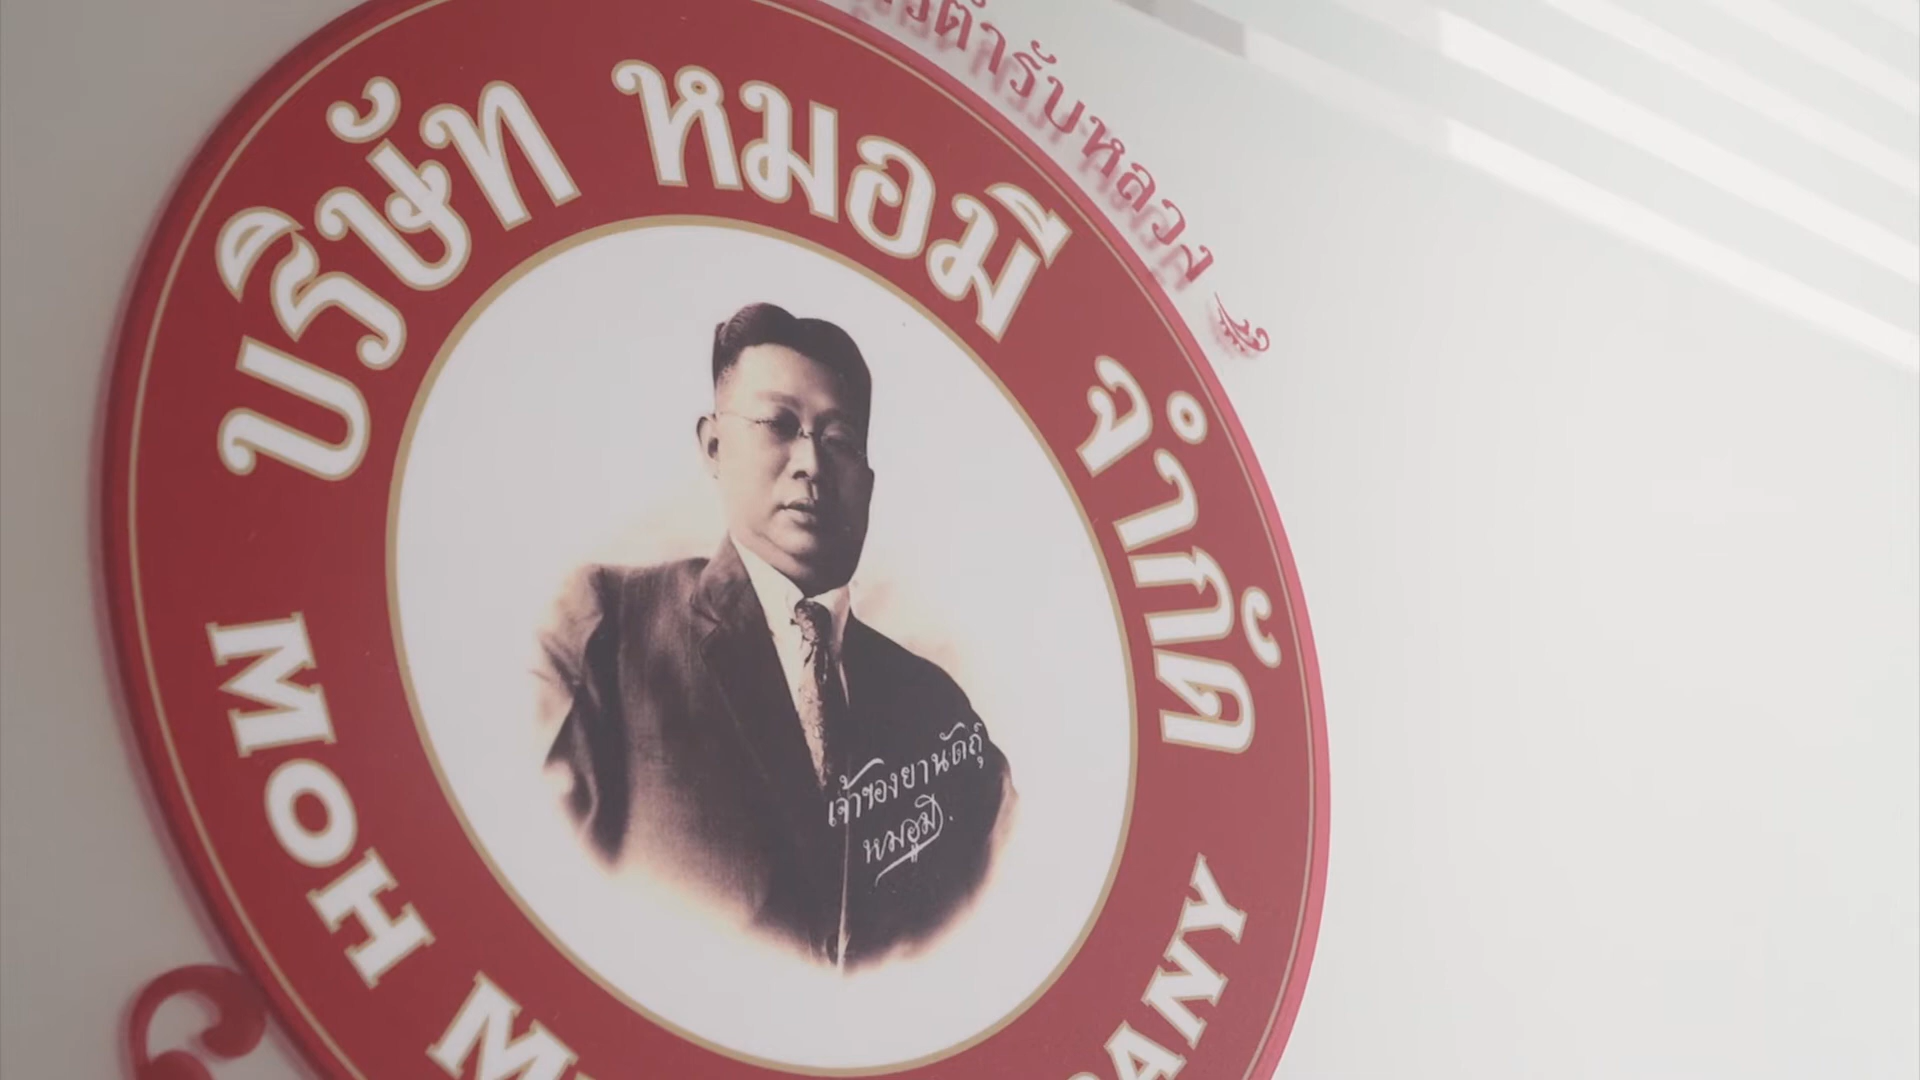 ตำรับหลวง ๕
บริษัท หมอมี จำกัด
เจ้าของยานัดถุ์
หมอมี.
MOH